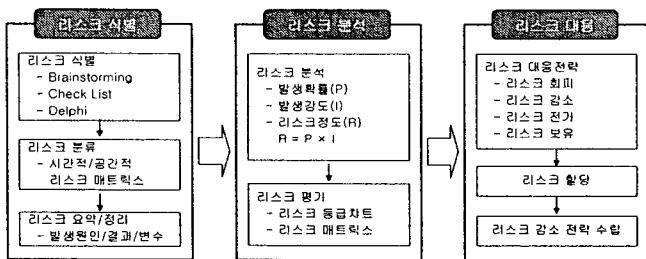 리스크 식별
리스크 식별
- Brainstorming
- Check List
- Delphi
리스크 분류
- 시간적/공간적
리스크 매트릭스
리스크 요약/정리
- 발생원인/결과/변수
리스크 분석
리스크 분석
- 발생확률(P)
- 발생강도(I)
- 리스크정도(R)
R = P × I
리스크 평가
- 리스크 등급챠트
- 리스크 매트릭스
리스크 대응
리스크 대응전략
- 리스크 회피
- 리스크 감소
- 리스크 전가
- 리스크 보유
리스크 할당
리스크 감소 전략 수립